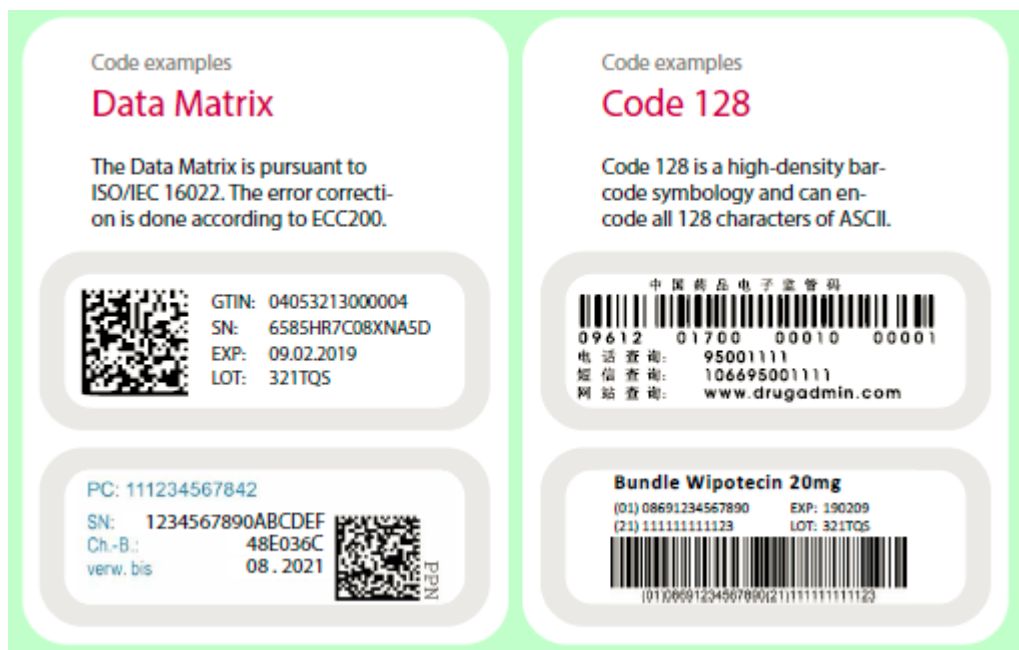 Code examples
Data Matrix
The Data Matrix is pursuant to
ISO/IEC 16022. The error correcti-
on is done according to ECC200.
GTIN: 04053213000004
SN: 6585HR7C08XNA5D
EXP: 09.02.2019
LOT: 321TQS
PC: 111234567842
SN: 1234567890ABCDEF
Ch.-B.: 48E036C
verw. bis 08.2021
PPN
Code examples
Code 128
Code 128 is a high-density bar-
code symbology and can en-
code all 128 characters of ASCII.
中国药品电子监管码
09612 01700 00010 00001
电话查询: 95001111
短信查询: 106695001111
网站查询: www.drugadmin.com
Bundle Wipotecin 20mg
(01) 08691234567890 EXP: 190209
(21) 111111111123 LOT: 321TQS
(01)08691234567890(21)111111111123